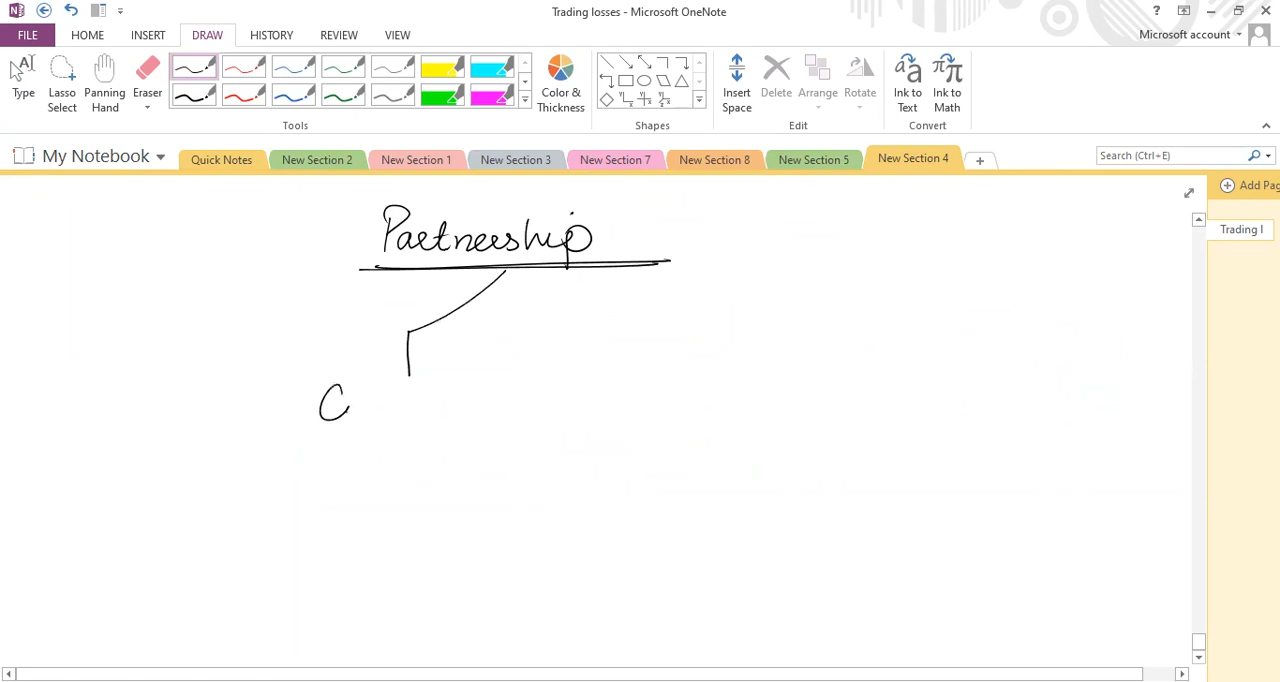 Trading losses - Microsoft OneNote
?
FILE HOME INSERT DRAW HISTORY REVIEW VIEW
Microsoft account
Type
Lasso Select
Panning Hand
Eraser
Color & Thickness
Insert Space
Delete
Arrange
Rotate
Ink to Text
Ink to Math
Tools Shapes Edit Convert
My Notebook
Quick Notes New Section 2 New Section 1 New Section 3 New Section 7 New Section 8 New Section 5 New Section 4
Search (Ctrl+E)
Add Pag
Trading l
Partnership
C